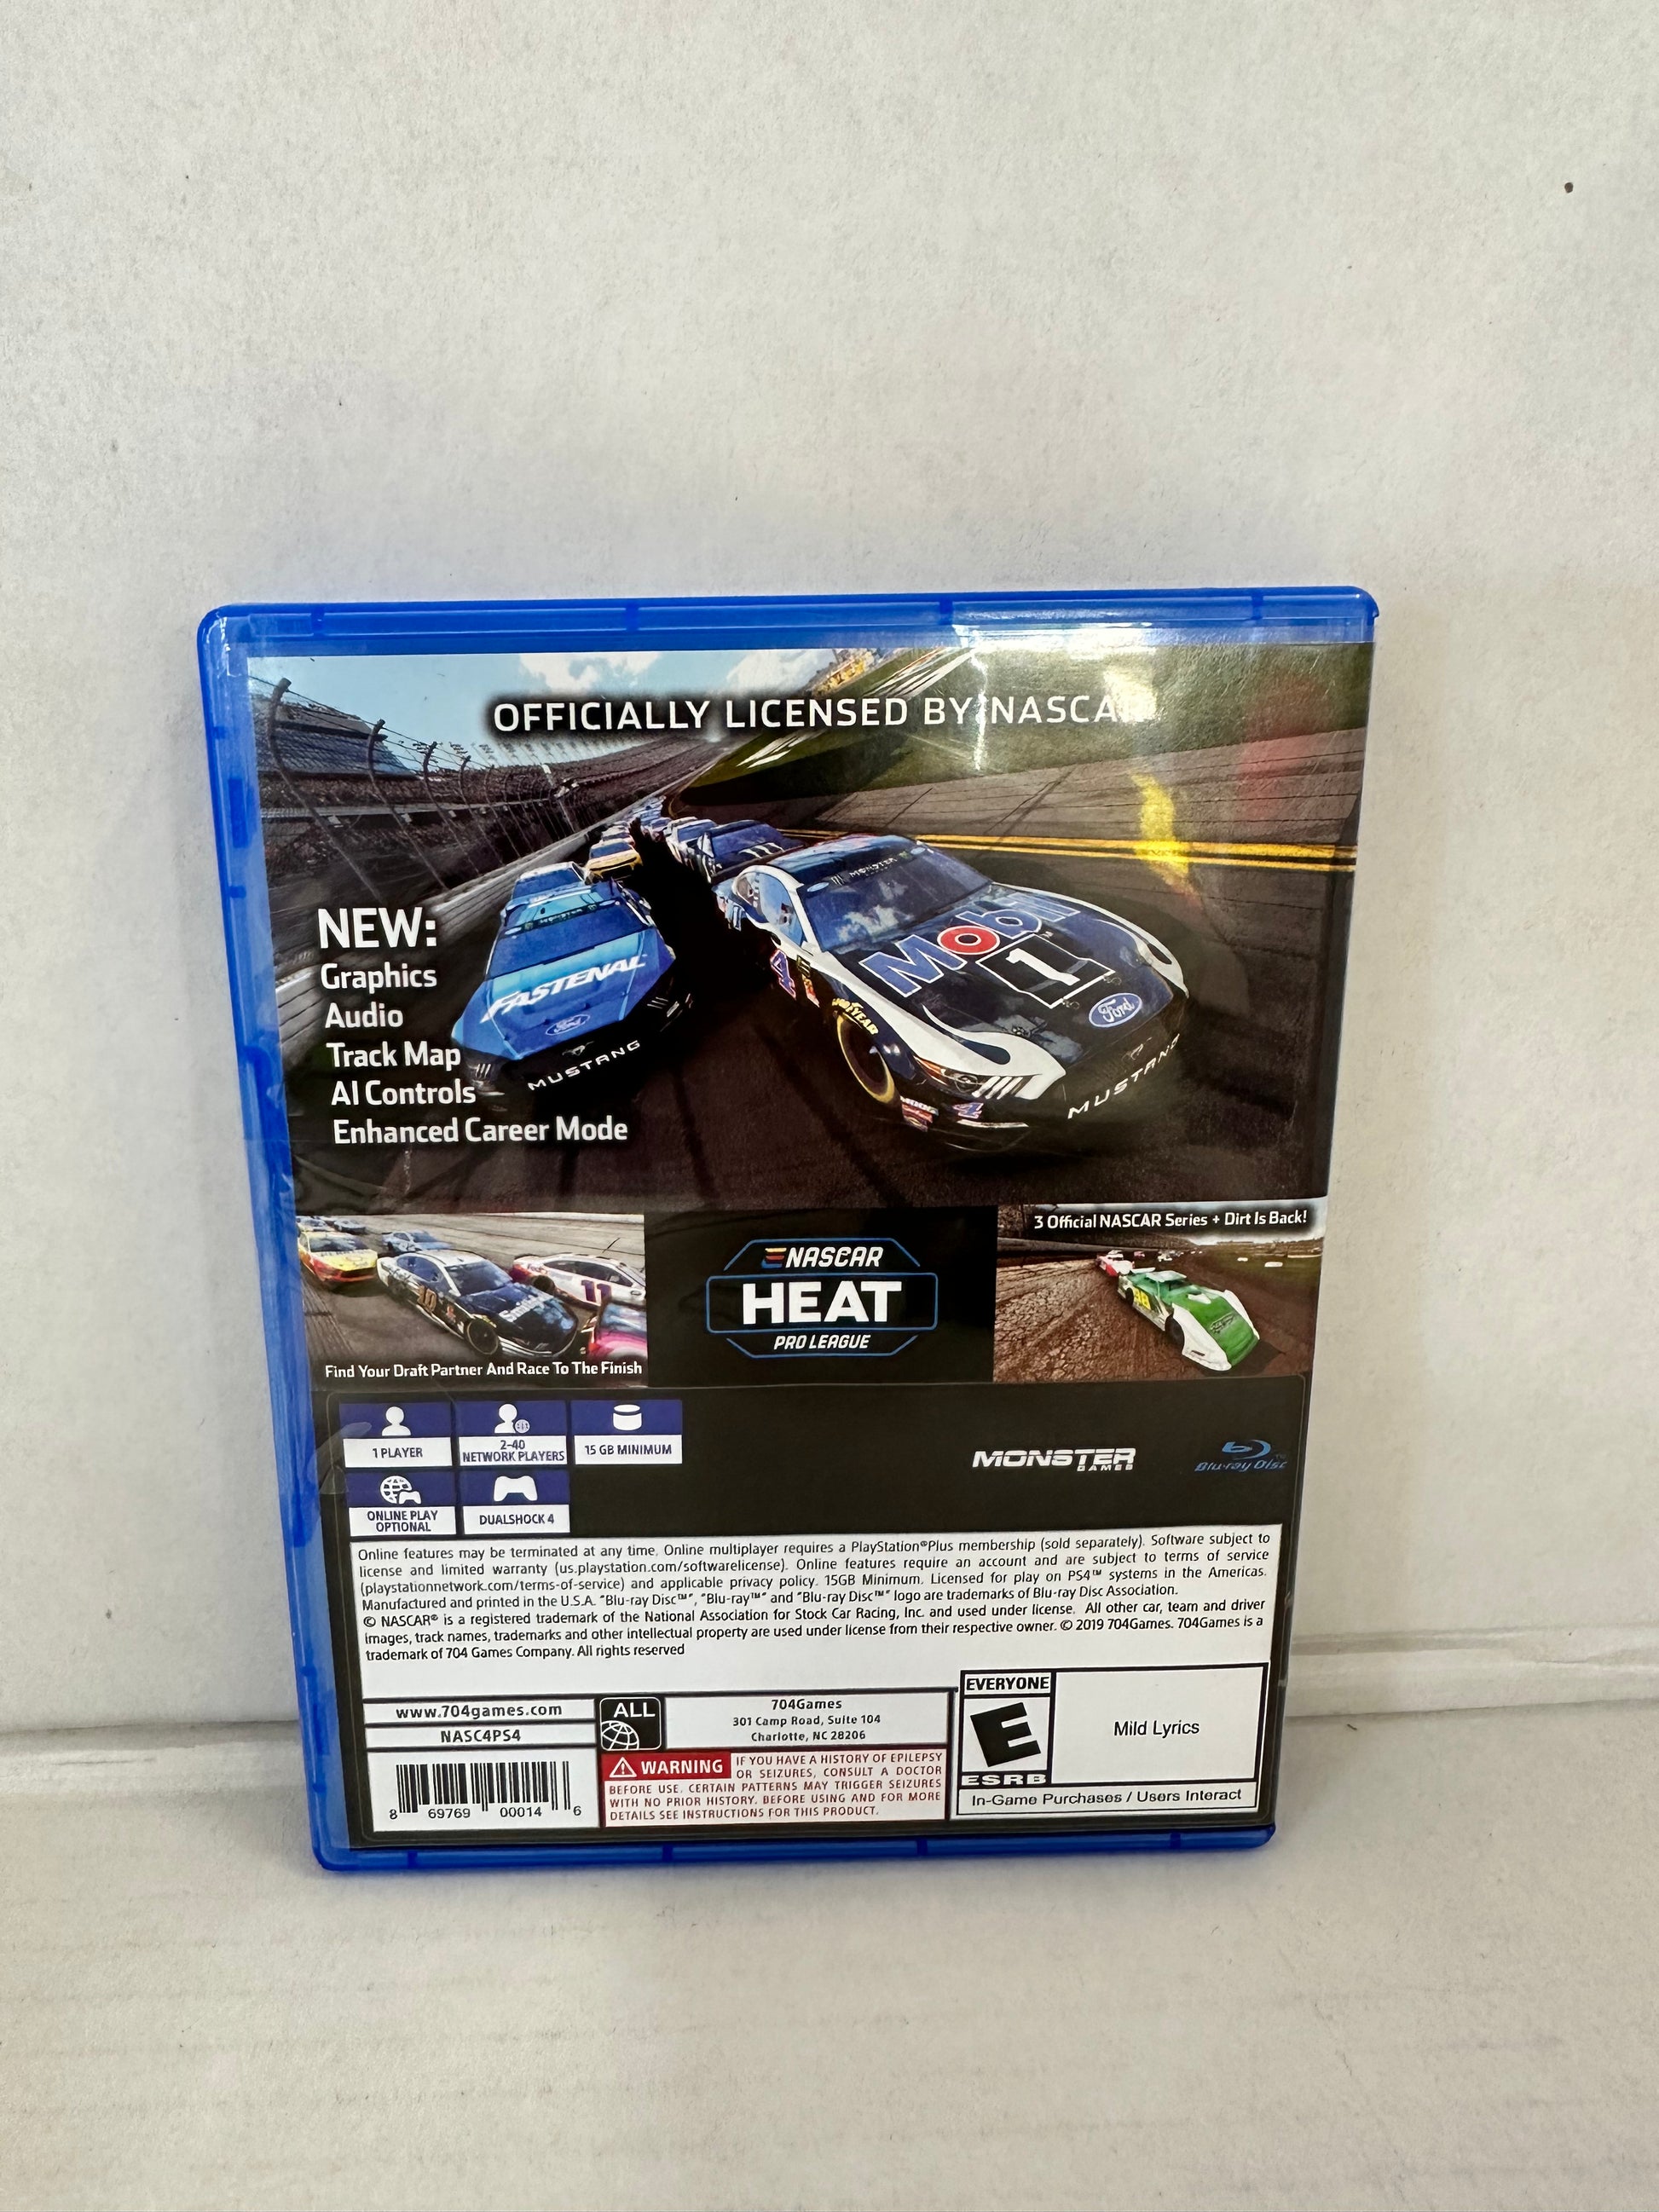 OFFICIALLY LICENSED BY NASCAR
NEW:
Graphics
Audio
Track Map
AI Controls
Enhanced Career Mode
MONSTER
FASTENAL
Ford
MUSTANG
MONSTER
Mobil
1
Ford
4
GOODYEAR
MOOG
4
MUSTANG
10
Smithfield
11
Find Your Draft Partner And Race To The Finish
NASCAR
HEAT
PRO LEAGUE
3 Official NASCAR Series + Dirt Is Back!
98
1 PLAYER
2-40
NETWORK PLAYERS
15 GB MINIMUM
ONLINE PLAY
OPTIONAL
DUALSHOCK 4
MONSTER
GAMES
Blu-ray Disc
Online features may be terminated at any time. Online multiplayer requires a PlayStation®Plus membership (sold separately). Software subject to
license and limited warranty (us.playstation.com/softwarelicense). Online features require an account and are subject to terms of service
(playstationnetwork.com/terms-of-service) and applicable privacy policy. 15GB Minimum. Licensed for play on PS4™ systems in the Americas.
Manufactured and printed in the U.S.A. "Blu-ray Disc™", "Blu-ray™" and "Blu-ray Disc™" logo are trademarks of Blu-ray Disc Association.
© NASCAR® is a registered trademark of the National Association for Stock Car Racing, Inc. and used under license. All other car, team and driver
images, track names, trademarks and other intellectual property are used under license from their respective owner. © 2019 704Games. 704Games is a
trademark of 704 Games Company. All rights reserved
www.704games.com
NASC4PS4
8 69769 00014 6
ALL
704Games
301 Camp Road, Suite 104
Charlotte, NC 28206
WARNING IF YOU HAVE A HISTORY OF EPILEPSY
OR SEIZURES, CONSULT A DOCTOR
BEFORE USE. CERTAIN PATTERNS MAY TRIGGER SEIZURES
WITH NO PRIOR HISTORY. BEFORE USING AND FOR MORE
DETAILS SEE INSTRUCTIONS FOR THIS PRODUCT.
EVERYONE
E
ESRB
Mild Lyrics
In-Game Purchases / Users Interact